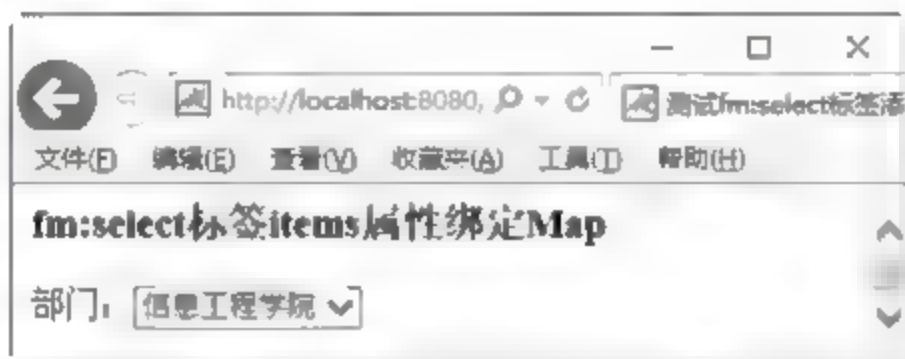 http://localhost:8080,
测试fm:select标签添
文件(F) 编辑(E) 查看(V) 收藏夹(A) 工具(T) 帮助(H)
fm:select标签items属性绑定Map
部门: 信息工程学院